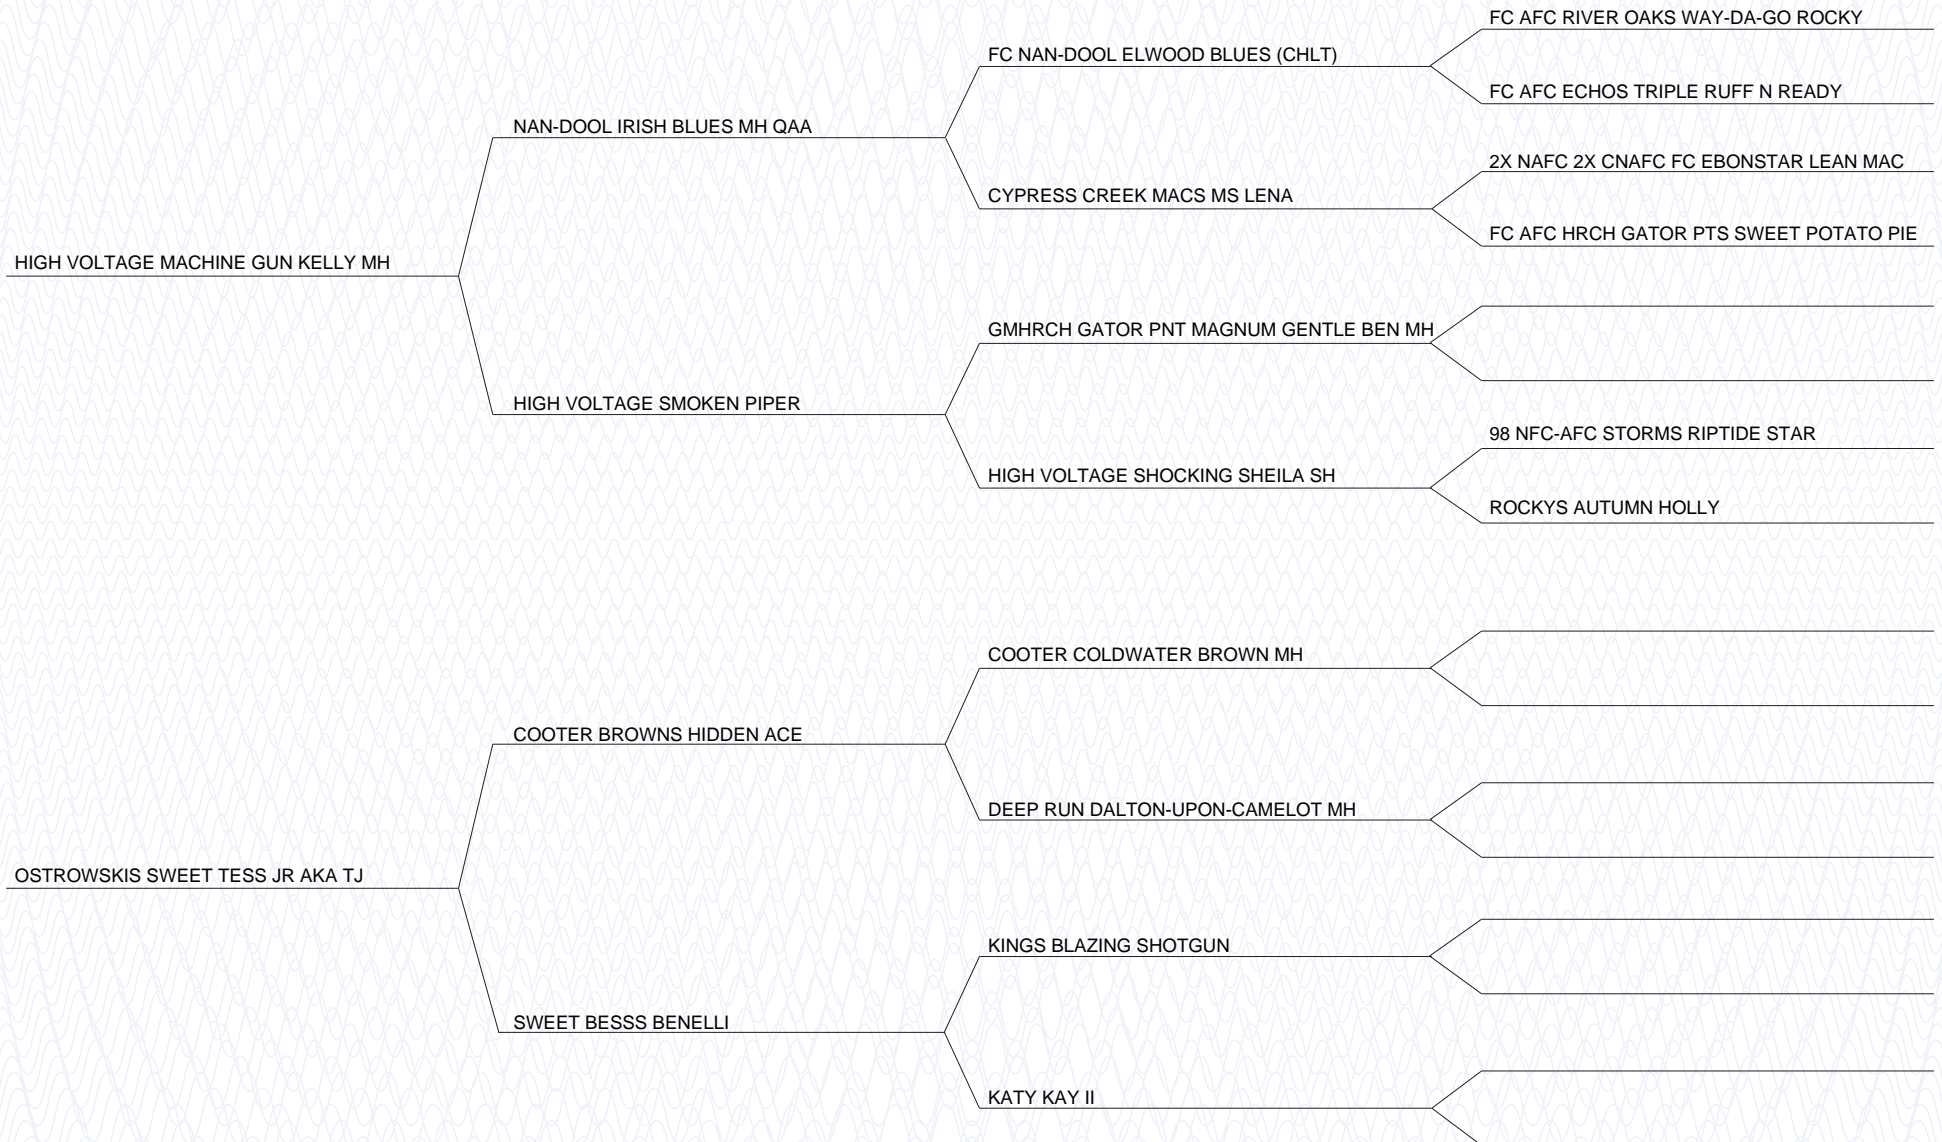 FC AFC RIVER OAKS WAY-DA-GO ROCKY
FC NAN-DOOL ELWOOD BLUES (CHLT)
FC AFC ECHOS TRIPLE RUFF N READY
NAN-DOOL IRISH BLUES MH QAA
2X NAFC 2X CNAFC FC EBONSTAR LEAN MAC
CYPRESS CREEK MACS MS LENA
FC AFC HRCH GATOR PTS SWEET POTATO PIE
HIGH VOLTAGE MACHINE GUN KELLY MH
GMHRCH GATOR PNT MAGNUM GENTLE BEN MH
HIGH VOLTAGE SMOKEN PIPER
98 NFC-AFC STORMS RIPTIDE STAR
HIGH VOLTAGE SHOCKING SHEILA SH
ROCKYS AUTUMN HOLLY
COOTER COLDWATER BROWN MH
COOTER BROWNS HIDDEN ACE
DEEP RUN DALTON-UPON-CAMELOT MH
OSTROWSKIS SWEET TESS JR AKA TJ
KINGS BLAZING SHOTGUN
SWEET BESSS BENELLI
KATY KAY II